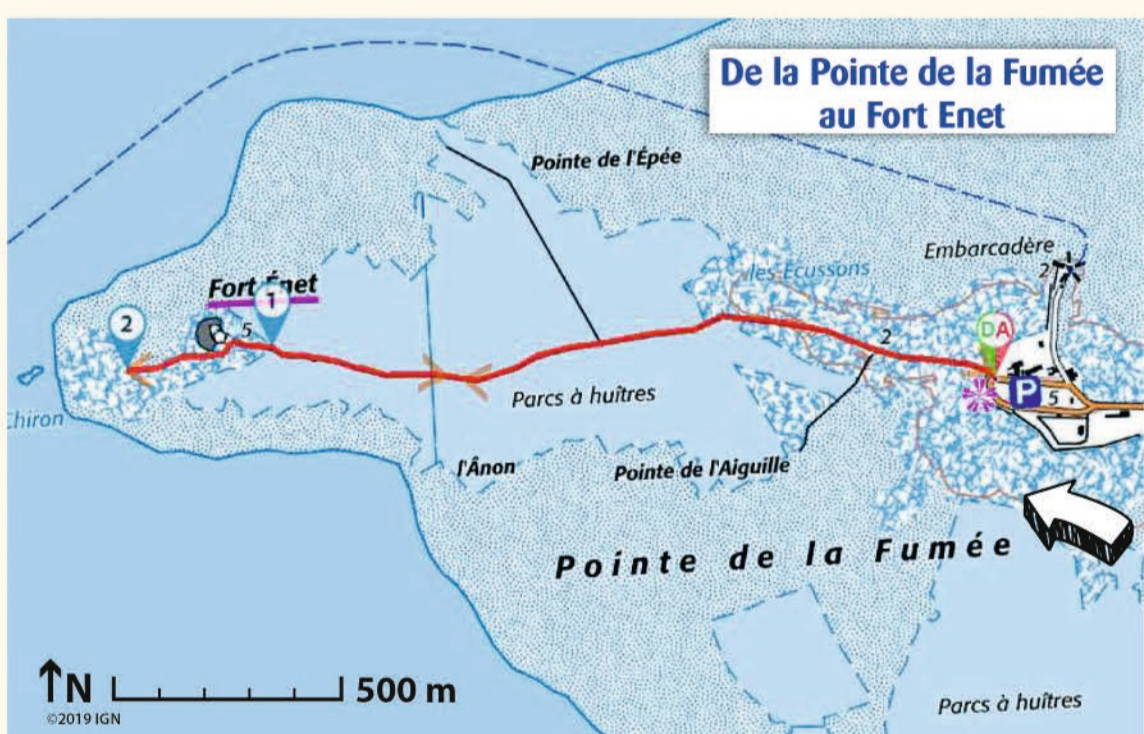 De la Pointe de la Fumée
au Fort Enet
Pointe de l'Épée
Embarcadère
2
les Écussons
Fort Énet
1
2
5
2
D A
P
5
Parcs à huîtres
Chiron
l'Ânon
Pointe de l'Aiguille
Pointe de la Fumée
N
500 m
©2019 IGN
Parcs à huîtres